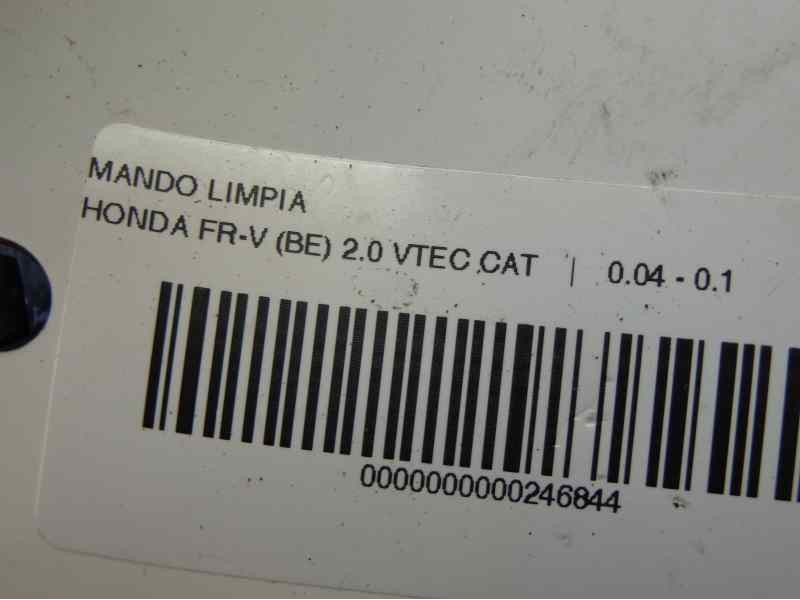 MANDO LIMPIA
HONDA FR-V (BE) 2.0 VTEC CAT | 0.04 - 0.1
0000000000246844